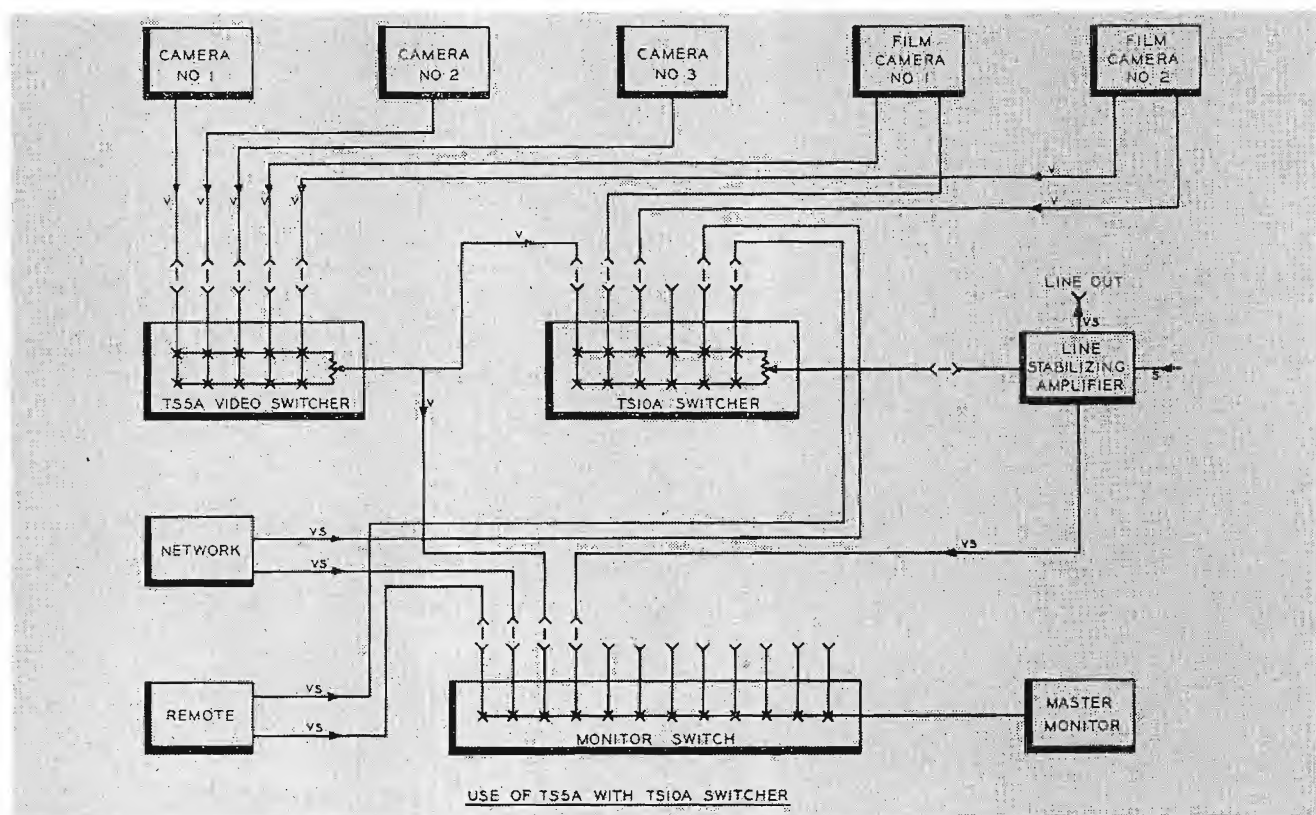 CAMERA
NO 1
CAMERA
NO 2
CAMERA
NO 3
FILM
CAMERA
NO 1
FILM
CAMERA
NO 2
V
V
V
V
V
V
V
V
LINE OUT
VS
LINE
STABILIZING
AMPLIFIER
S
TS5A VIDEO SWITCHER
TS10A SWITCHER
V
NETWORK
VS
VS
VS
REMOTE
VS
VS
MONITOR SWITCH
MASTER
MONITOR
USE OF TS5A WITH TS10A SWITCHER